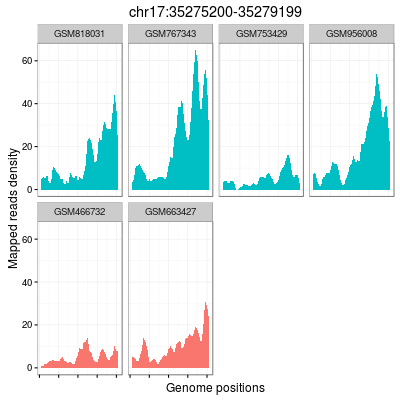 chr17:35275200-35279199
GSM818031 GSM767343 GSM753429 GSM956008
60
40
20
0
GSM466732 GSM663427
60
40
20
0
Mapped reads density
Genome positions